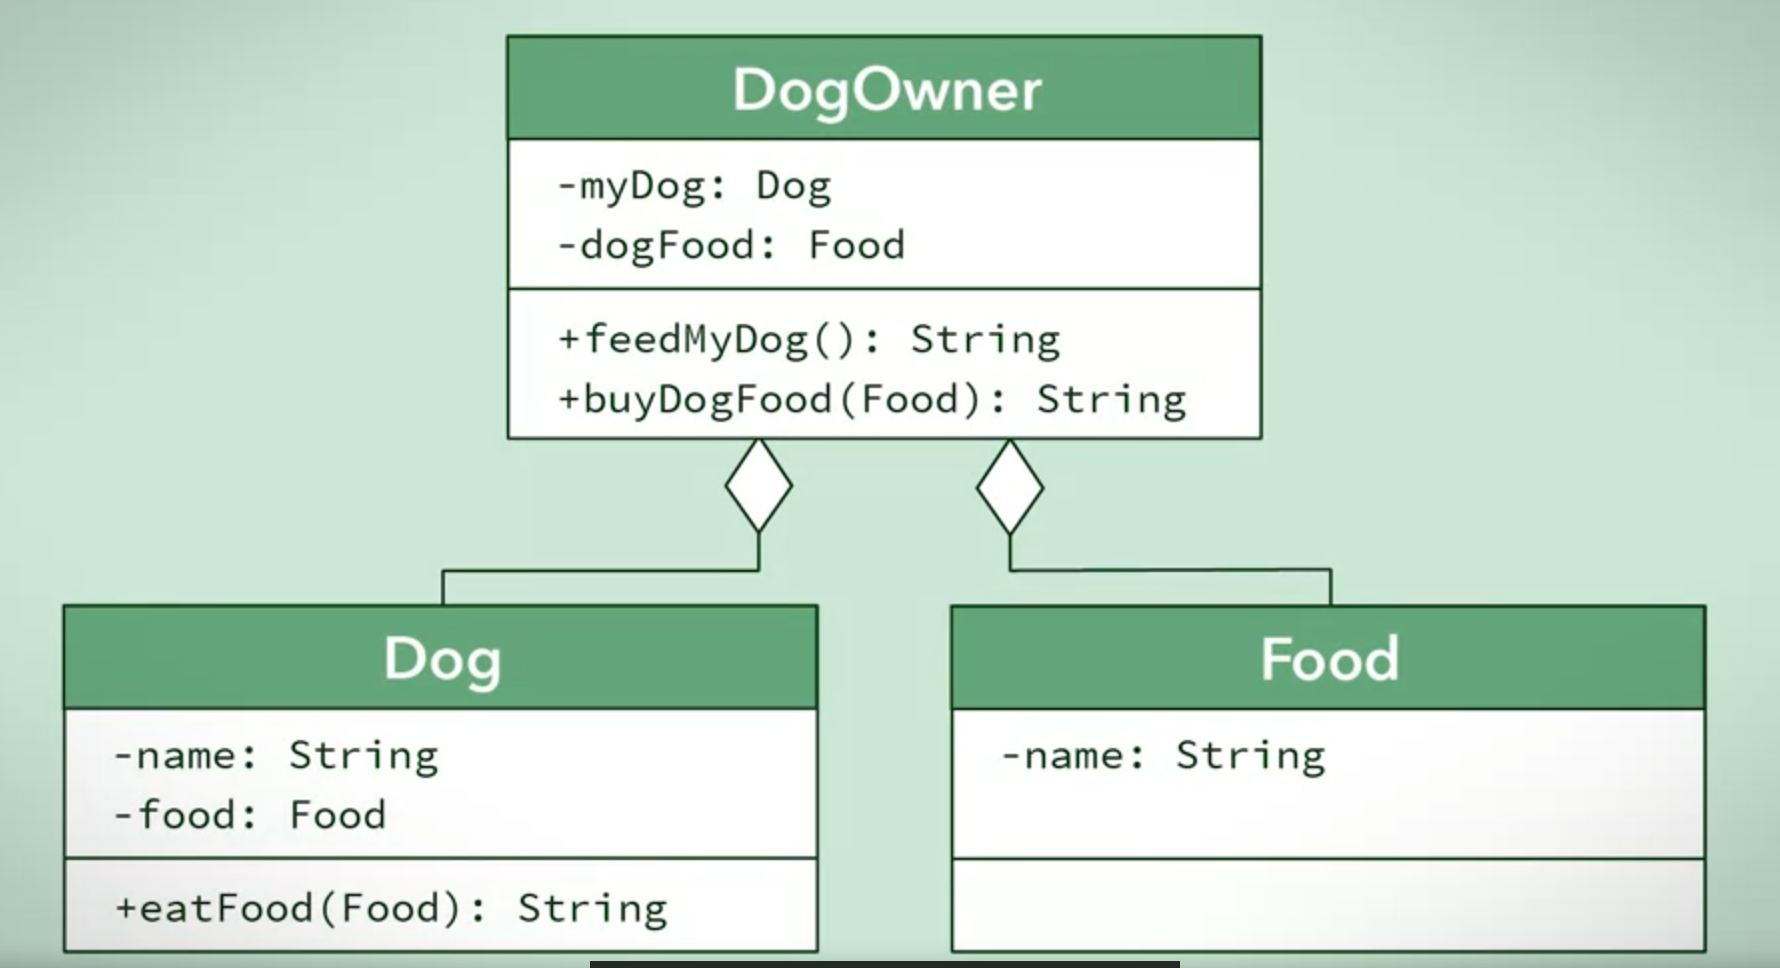 DogOwner
-myDog: Dog
-dogFood: Food
+feedMyDog(): String
+buyDogFood(Food): String
Dog
-name: String
-food: Food
+eatFood(Food): String
Food
-name: String